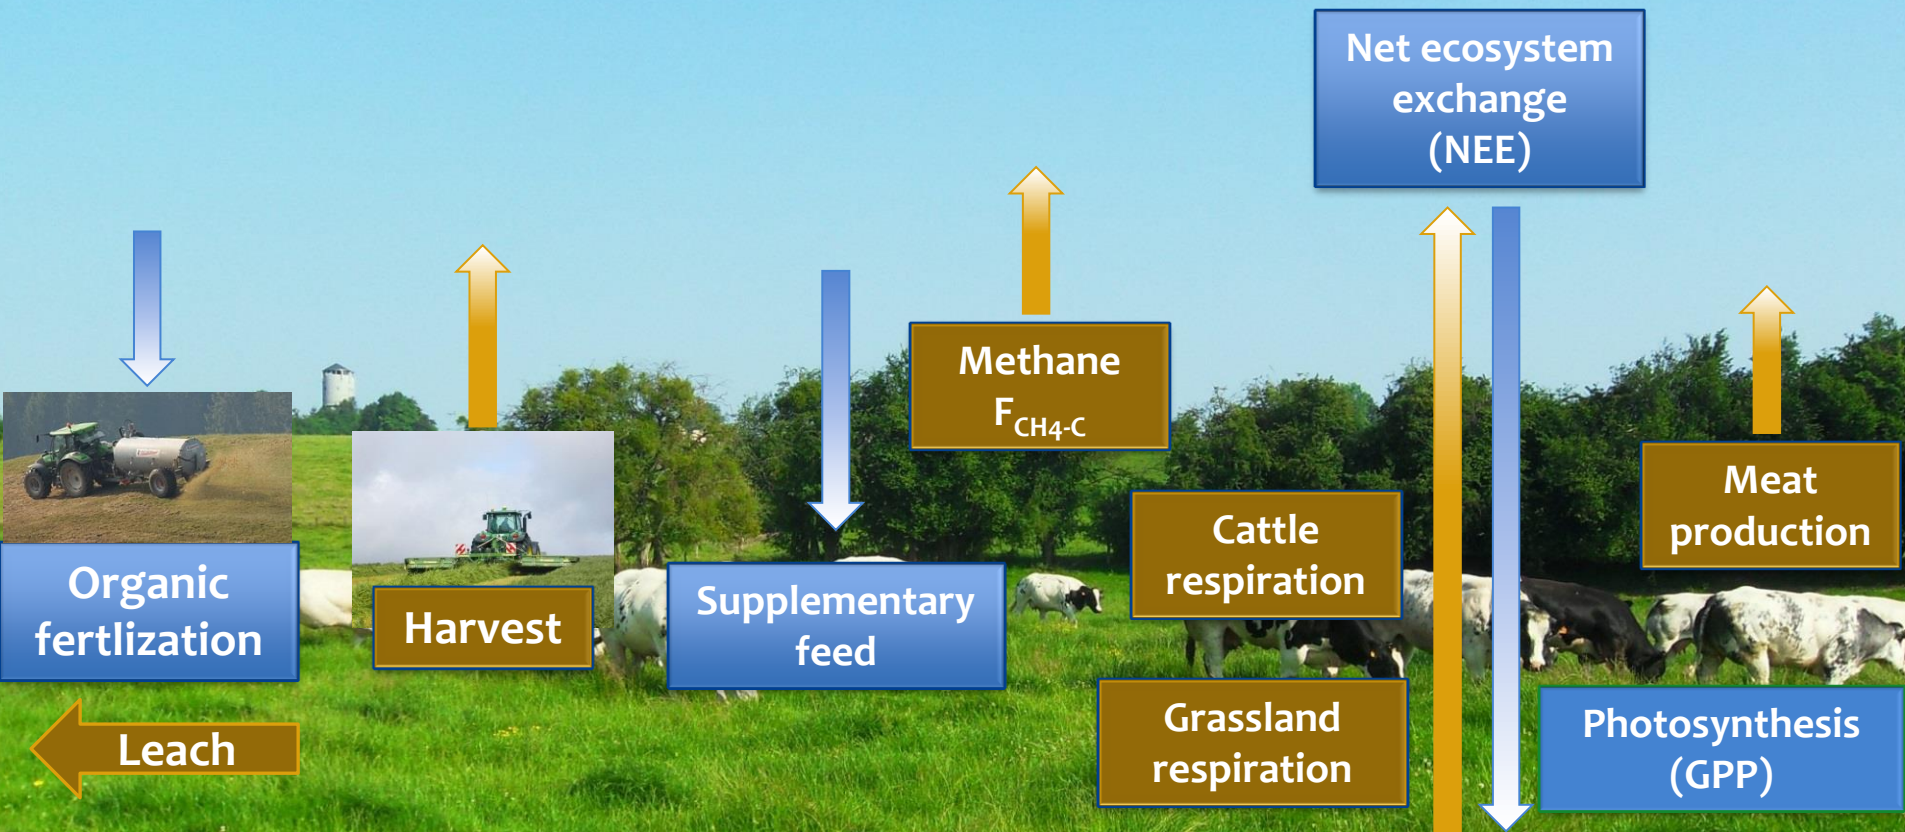 Net ecosystem
exchange
(NEE)
Methane
F_CH4-C
Meat
production
Cattle
respiration
Organic
fertlization
Harvest
Supplementary
feed
Grassland
respiration
Photosynthesis
(GPP)
Leach